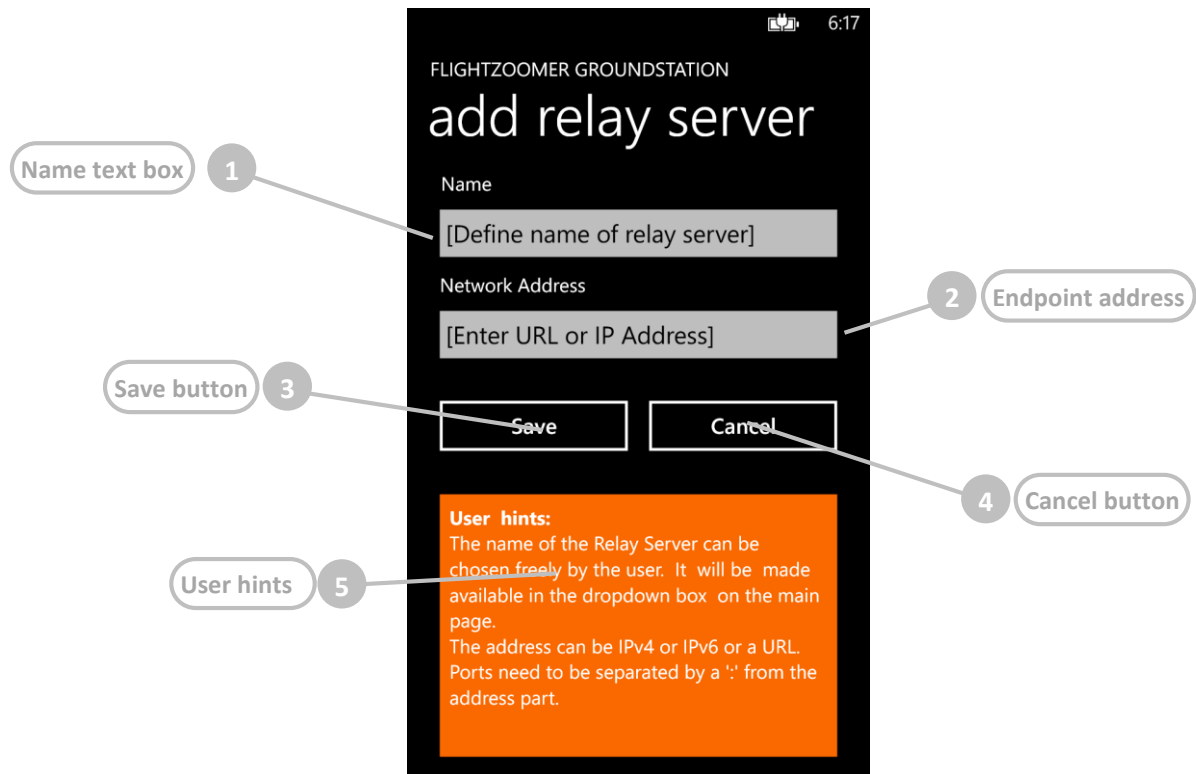 6:17
FLIGHTZOOMER GROUNDSTATION
add relay server
Name text box 1
Name
[Define name of relay server]
Network Address
2 Endpoint address
[Enter URL or IP Address]
Save button 3
Save Cancel
4 Cancel button
User hints:
The name of the Relay Server can be
chosen freely by the user. It will be made
User hints 5
available in the dropdown box on the main
page.
The address can be IPv4 or IPv6 or a URL.
Ports need to be separated by a ':' from the
address part.